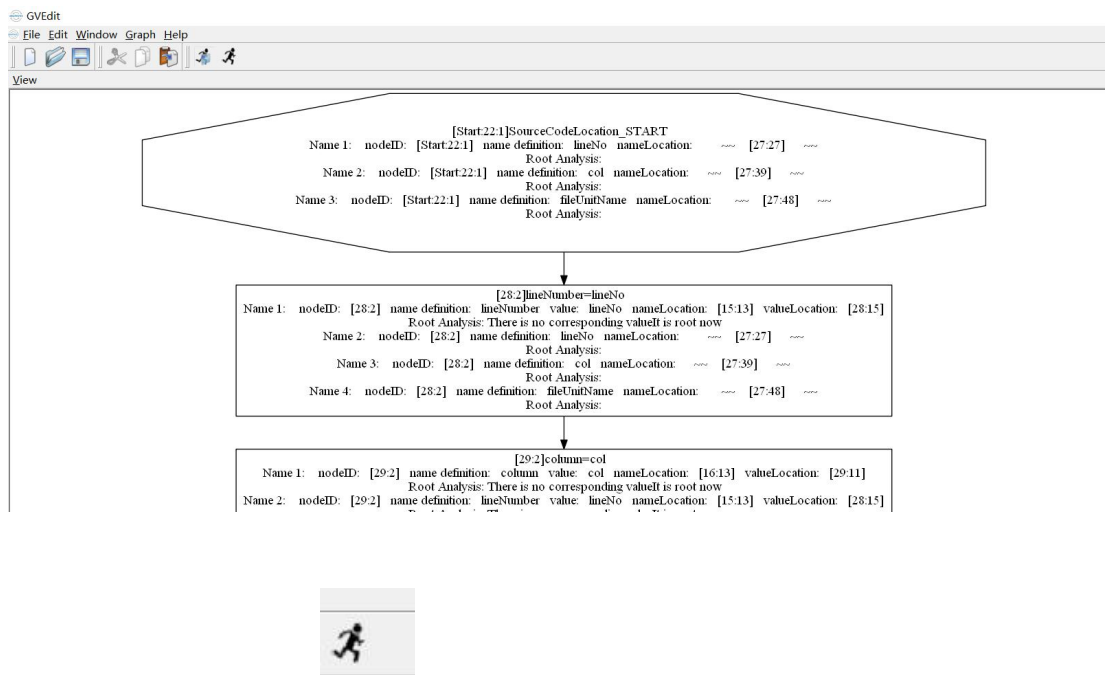 GVEdit
File Edit Window Graph Help
View
[Start:22:1]SourceCodeLocation_START
Name 1: nodeID: [Start:22:1] name definition: lineNo nameLocation: ~~ [27:27] ~~
Root Analysis:
Name 2: nodeID: [Start:22:1] name definition: col nameLocation: ~~ [27:39] ~~
Root Analysis:
Name 3: nodeID: [Start:22:1] name definition: fileUnitName nameLocation: ~~ [27:48] ~~
Root Analysis:
[28:2]lineNumber=lineNo
Name 1: nodeID: [28:2] name definition: lineNumber value: lineNo nameLocation: [15:13] valueLocation: [28:15]
Root Analysis: There is no corresponding valueIt is root now
Name 2: nodeID: [28:2] name definition: lineNo nameLocation: ~~ [27:27] ~~
Root Analysis:
Name 3: nodeID: [28:2] name definition: col nameLocation: ~~ [27:39] ~~
Root Analysis:
Name 4: nodeID: [28:2] name definition: fileUnitName nameLocation: ~~ [27:48] ~~
Root Analysis:
[29:2]column=col
Name 1: nodeID: [29:2] name definition: column value: col nameLocation: [16:13] valueLocation: [29:11]
Root Analysis: There is no corresponding valueIt is root now
Name 2: nodeID: [29:2] name definition: lineNumber value: lineNo nameLocation: [15:13] valueLocation: [28:15]